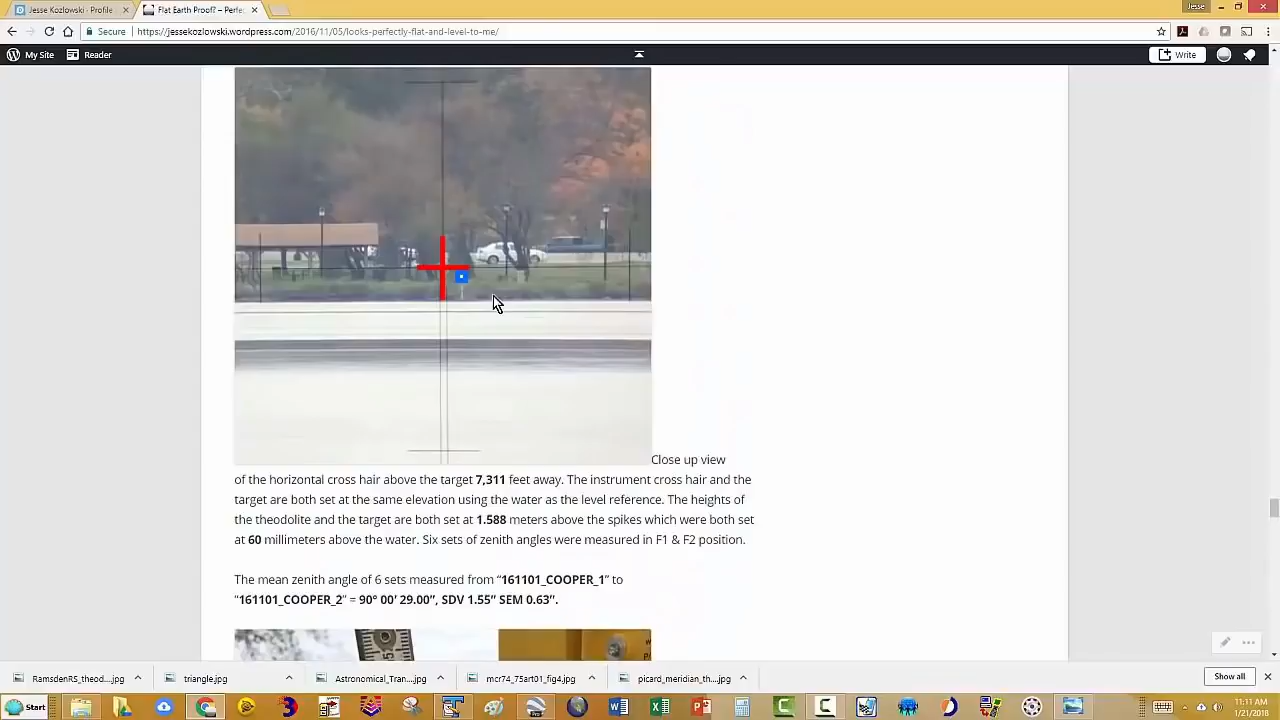 Jesse Kozlowski - Profile
Flat Earth Proof? – Perfe
Jesse
Secure
https://jessekozlowski.wordpress.com/2016/11/05/looks-perfectly-flat-and-level-to-me/
My Site
Reader
Write
Close up view
of the horizontal cross hair above the target 7,311 feet away. The instrument cross hair and the
target are both set at the same elevation using the water as the level reference. The heights of
the theodolite and the target are both set at 1.588 meters above the spikes which were both set
at 60 millimeters above the water. Six sets of zenith angles were measured in F1 & F2 position.
The mean zenith angle of 6 sets measured from “161101_COOPER_1” to
“161101_COOPER_2” = 90° 00' 29.00”, SDV 1.55” SEM 0.63”.
RamsdenR5_theod....jpg
triangle.jpg
Astronomical_Tran....jpg
mcr74_75art01_fig4.jpg
picard_meridian_th....jpg
Show all
Start
11:11 AM
1/21/2018